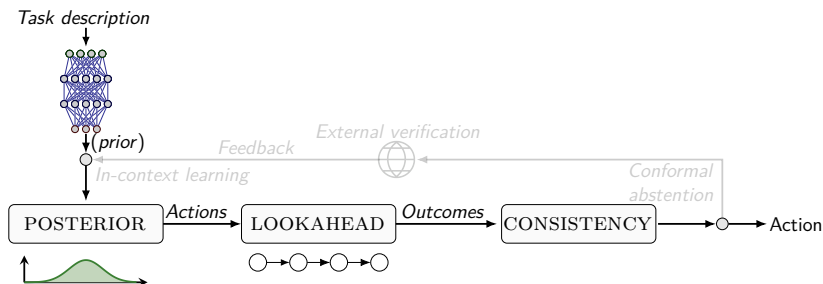 Task description
(prior)
External verification
Feedback
In-context learning
Conformal
abstention
POSTERIOR
Actions
LOOKAHEAD
Outcomes
CONSISTENCY
Action